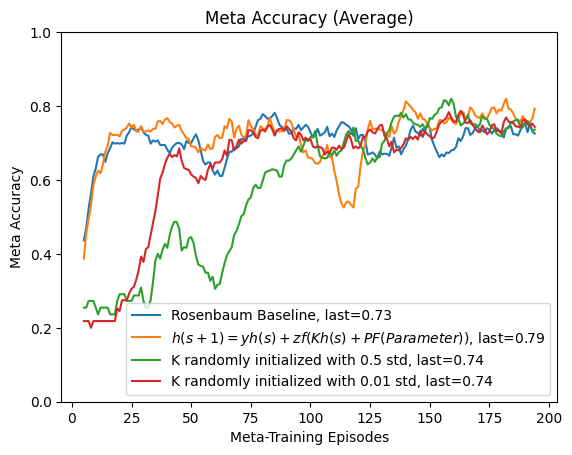 Meta Accuracy (Average)
1.0
0.8
0.6
0.4
0.2
0.0
Meta Accuracy
Rosenbaum Baseline, last=0.73
h(s + 1) = yh(s) + zf(Kh(s) + PF(Parameter)), last=0.79
K randomly initialized with 0.5 std, last=0.74
K randomly initialized with 0.01 std, last=0.74
0 25 50 75 100 125 150 175 200
Meta-Training Episodes